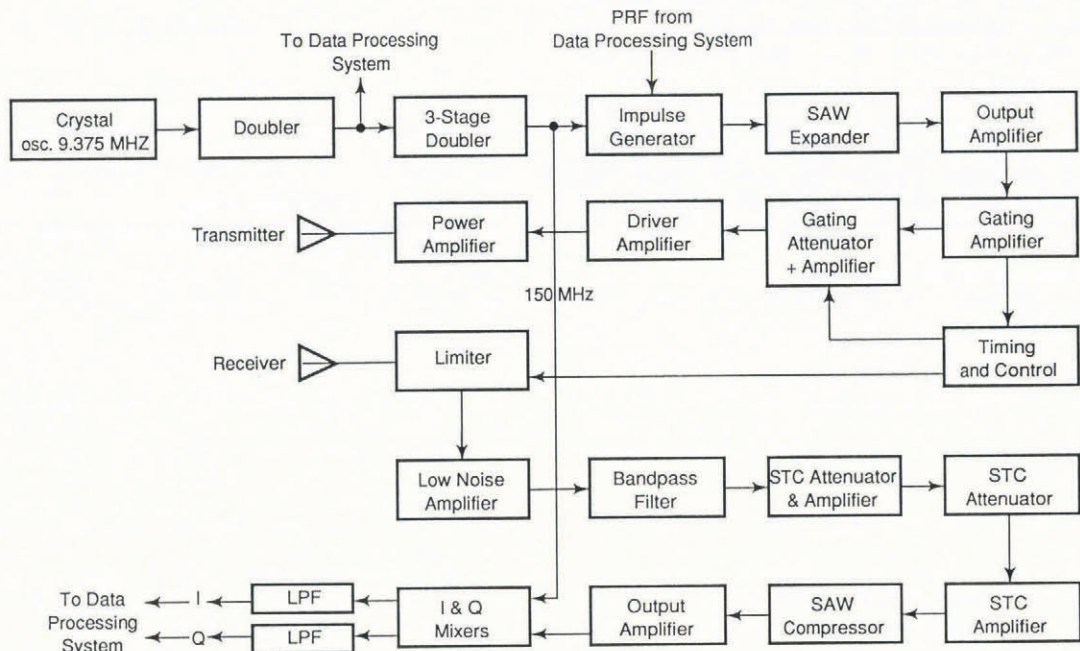 PRF from
Data Processing System
To Data Processing
System
Crystal
osc. 9.375 MHZ
Doubler
3-Stage
Doubler
Impulse
Generator
SAW
Expander
Output
Amplifier
Transmitter
Power
Amplifier
Driver
Amplifier
Gating
Attenuator
+ Amplifier
Gating
Amplifier
150 MHz
Receiver
Limiter
Timing
and Control
Low Noise
Amplifier
Bandpass
Filter
STC Attenuator
& Amplifier
STC
Attenuator
To Data
Processing
System
I
LPF
Q
LPF
I & Q
Mixers
Output
Amplifier
SAW
Compressor
STC
Amplifier